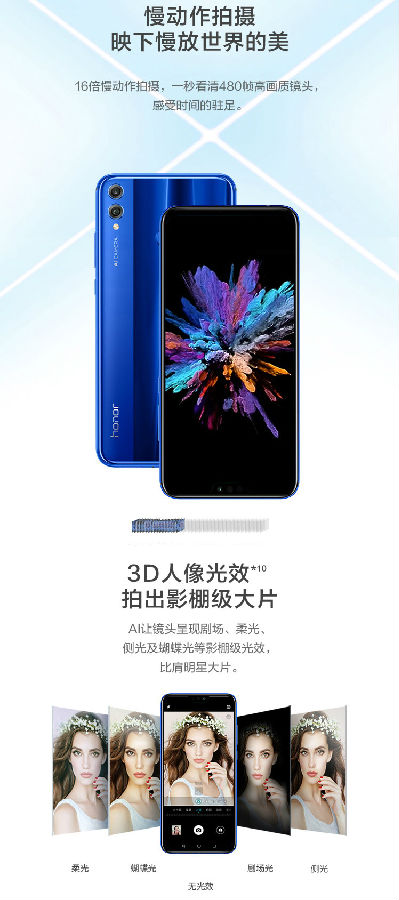 慢动作拍摄
映下慢放世界的美
16倍慢动作拍摄，一秒看清480帧高画质镜头，
感受时间的驻足。
AI CAMERA
honor
3D人像光效*10
拍出影棚级大片
AI让镜头呈现剧场、柔光、
侧光及蝴蝶光等影棚级光效，
比肩明星大片。
柔光
蝴蝶光
无光效
剧场光
侧光